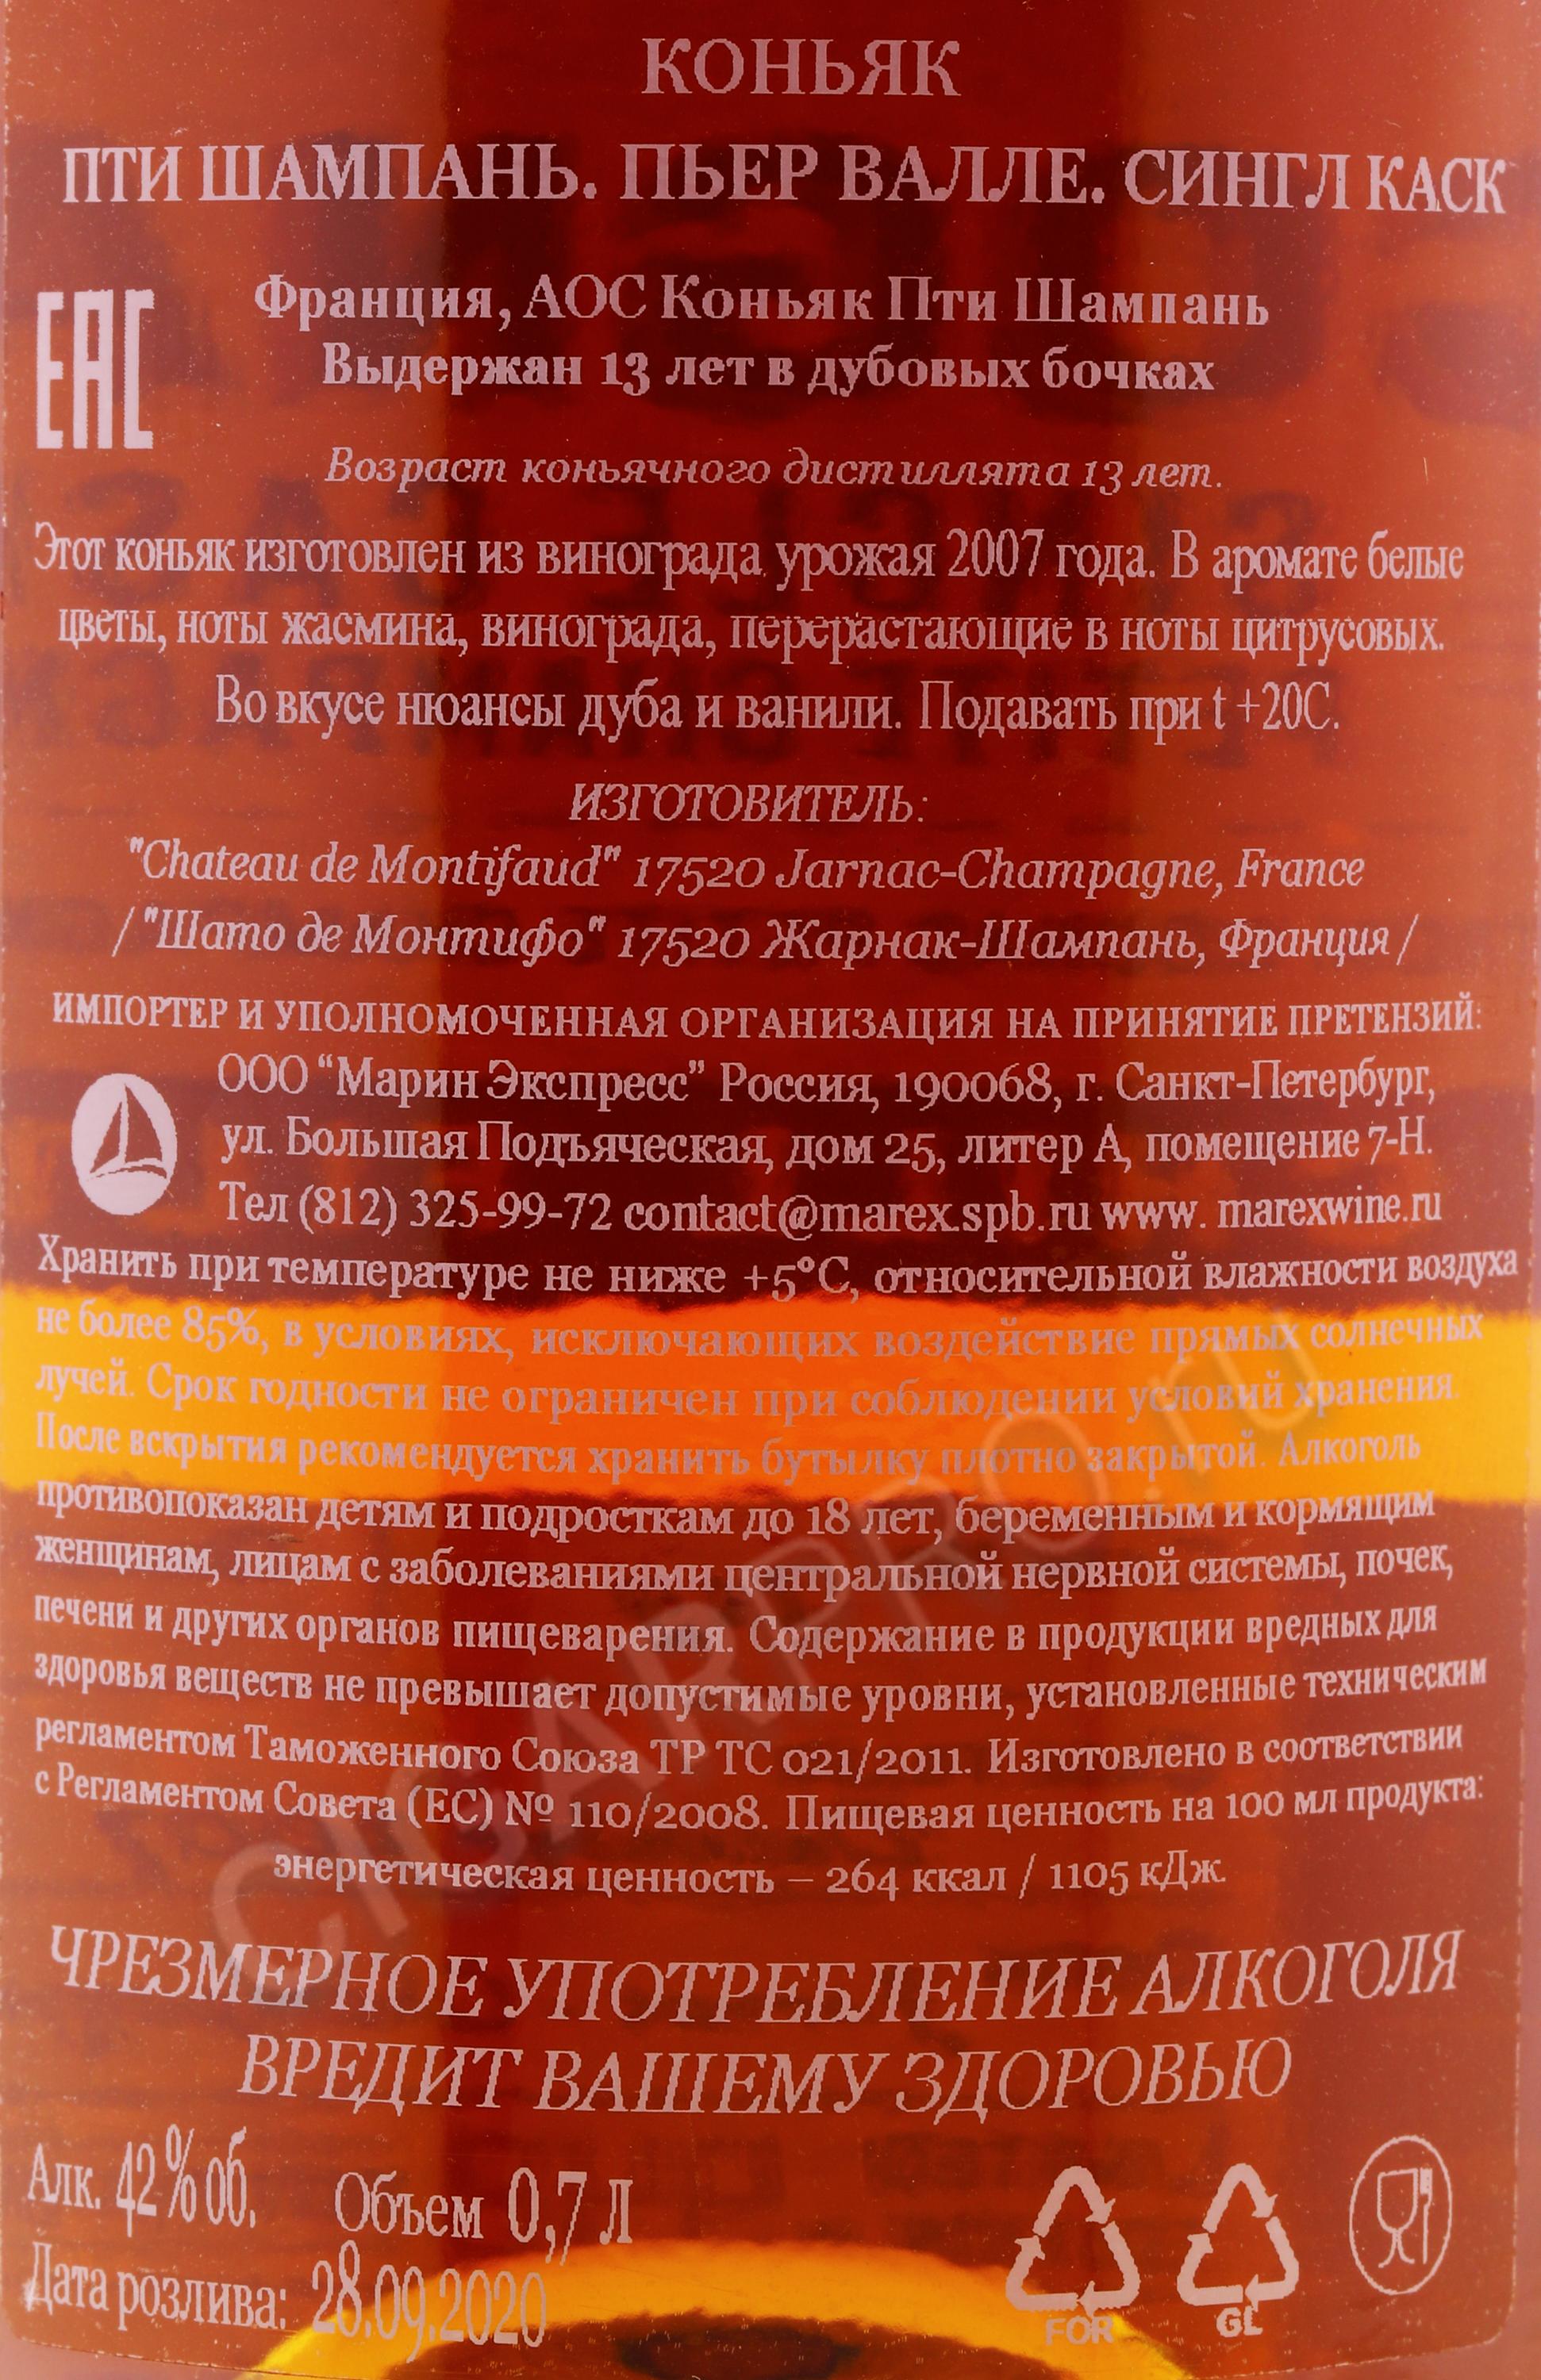 КОНЬЯК
ПТИ ШАМПАНЬ. ПЬЕР ВАЛЛЕ. СИНГЛ КАСК
EAC
Франция, АОС Коньяк Пти Шампань
Выдержан 13 лет в дубовых бочках
Возраст коньячного дистиллята 13 лет.
Этот коньяк изготовлен из винограда урожая 2007 года. В аромате белые
цветы, ноты жасмина, винограда, перерастающие в ноты цитрусовых.
Во вкусе нюансы дуба и ванили. Подавать при t +20С.
ИЗГОТОВИТЕЛЬ:
"Chateau de Montifaud" 17520 Jarnac-Champagne, France
/ "Шато де Монтифо" 17520 Жарнак-Шампань, Франция /
ИМПОРТЕР И УПОЛНОМОЧЕННАЯ ОРГАНИЗАЦИЯ НА ПРИНЯТИЕ ПРЕТЕНЗИЙ:
ООО “Марин Экспресс” Россия, 190068, г. Санкт-Петербург,
ул. Большая Подъяческая, дом 25, литер А, помещение 7-Н.
Тел (812) 325-99-72 contact@marex.spb.ru www. marexwine.ru
Хранить при температуре не ниже +5°С, относительной влажности воздуха
не более 85%, в условиях, исключающих воздействие прямых солнечных
лучей. Срок годности не ограничен при соблюдении условий хранения.
После вскрытия рекомендуется хранить бутылку плотно закрытой. Алкоголь
противопоказан детям и подросткам до 18 лет, беременным и кормящим
женщинам, лицам с заболеваниями центральной нервной системы, почек,
печени и других органов пищеварения. Содержание в продукции вредных для
здоровья веществ не превышает допустимые уровни, установленные техническим
регламентом Таможенного Союза ТР ТС 021/2011. Изготовлено в соответствии
с Регламентом Совета (ЕС) № 110/2008. Пищевая ценность на 100 мл продукта:
энергетическая ценность – 264 ккал / 1105 кДж.
ЧРЕЗМЕРНОЕ УПОТРЕБЛЕНИЕ АЛКОГОЛЯ
ВРЕДИТ ВАШЕМУ ЗДОРОВЬЮ
Алк. 42%об. Объем 0,7 Л
Дата розлива: 28.09.2020
FOR GL
CIGARPRO.ru